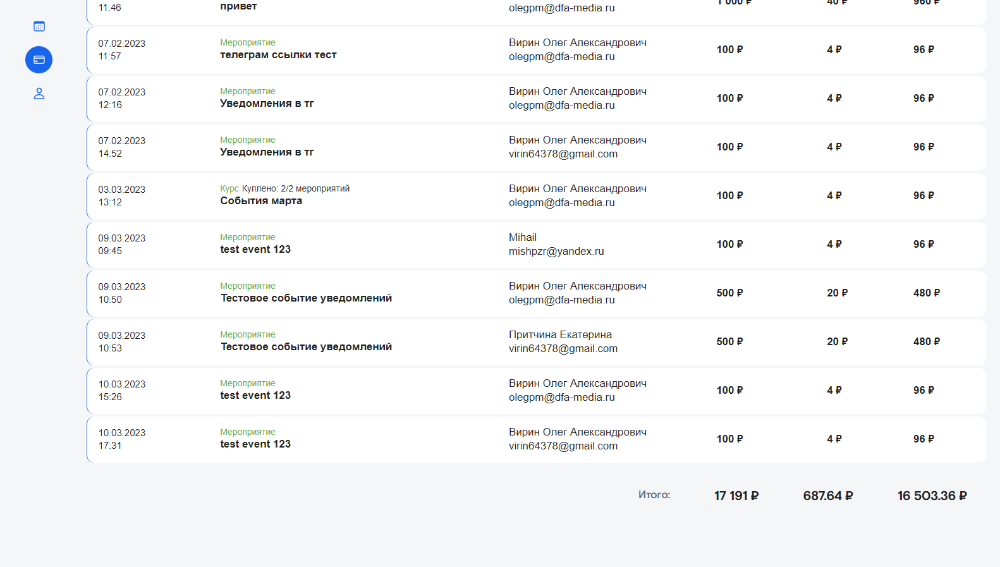 11:46
привет
olegpm@dfa-media.ru
1 000 ₽
40 ₽
960 ₽
07.02.2023
11:57
Мероприятие
телеграм ссылки тест
Вирин Олег Александрович
olegpm@dfa-media.ru
100 ₽
4 ₽
96 ₽
07.02.2023
12:16
Мероприятие
Уведомления в тг
Вирин Олег Александрович
olegpm@dfa-media.ru
100 ₽
4 ₽
96 ₽
07.02.2023
14:52
Мероприятие
Уведомления в тг
Вирин Олег Александрович
virin64378@gmail.com
100 ₽
4 ₽
96 ₽
03.03.2023
13:12
Курс Куплено: 2/2 мероприятий
События марта
Вирин Олег Александрович
olegpm@dfa-media.ru
100 ₽
4 ₽
96 ₽
09.03.2023
09:45
Мероприятие
test event 123
Mihail
mishpzr@yandex.ru
100 ₽
4 ₽
96 ₽
09.03.2023
10:50
Мероприятие
Тестовое событие уведомлений
Вирин Олег Александрович
olegpm@dfa-media.ru
500 ₽
20 ₽
480 ₽
09.03.2023
10:53
Мероприятие
Тестовое событие уведомлений
Притчина Екатерина
virin64378@gmail.com
500 ₽
20 ₽
480 ₽
10.03.2023
15:26
Мероприятие
test event 123
Вирин Олег Александрович
olegpm@dfa-media.ru
100 ₽
4 ₽
96 ₽
10.03.2023
17:31
Мероприятие
test event 123
Вирин Олег Александрович
virin64378@gmail.com
100 ₽
4 ₽
96 ₽
Итого:
17 191 ₽
687.64 ₽
16 503.36 ₽